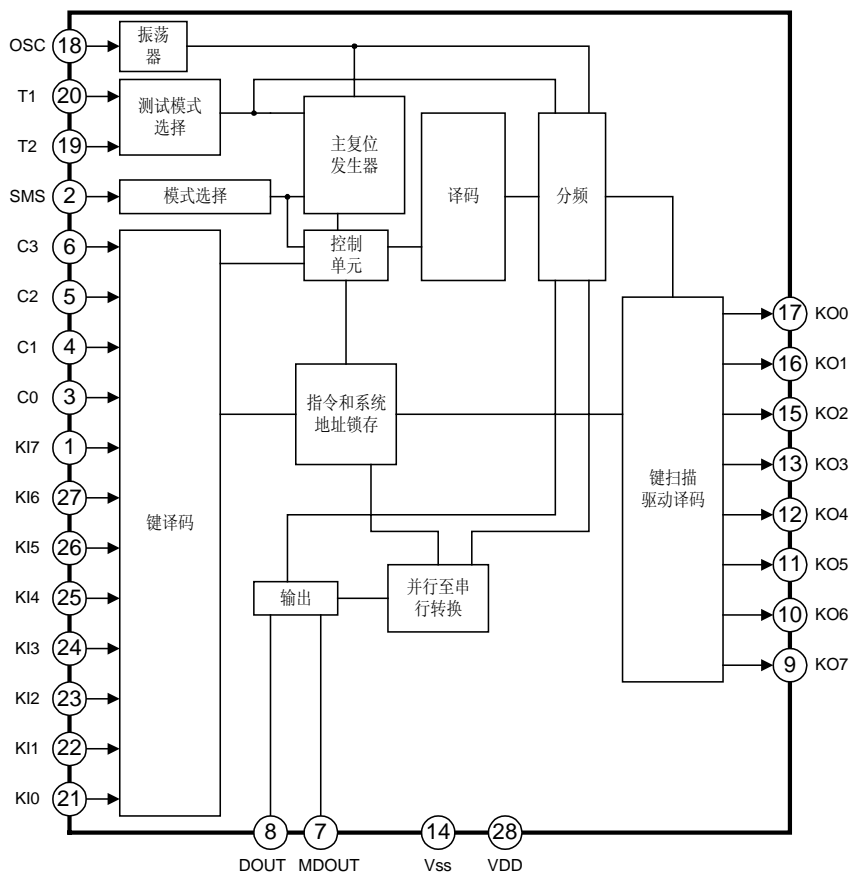 OSC
18
振荡
器
T1
20
测试模式
选择
T2
19
主复位
发生器
译码
分频
SMS
2
模式选择
C3
6
控制
单元
C2
5
17
KO0
C1
4
16
KO1
C0
3
指令和系统
地址锁存
15
KO2
KI7
1
13
KO3
KI6
27
键扫描
驱动译码
12
KO4
KI5
26
键译码
11
KO5
KI4
25
输出
并行至串
行转换
10
KO6
KI3
24
9
KO7
KI2
23
KI1
22
KI0
21
8
7
14
28
DOUT
MDOUT
Vss
VDD